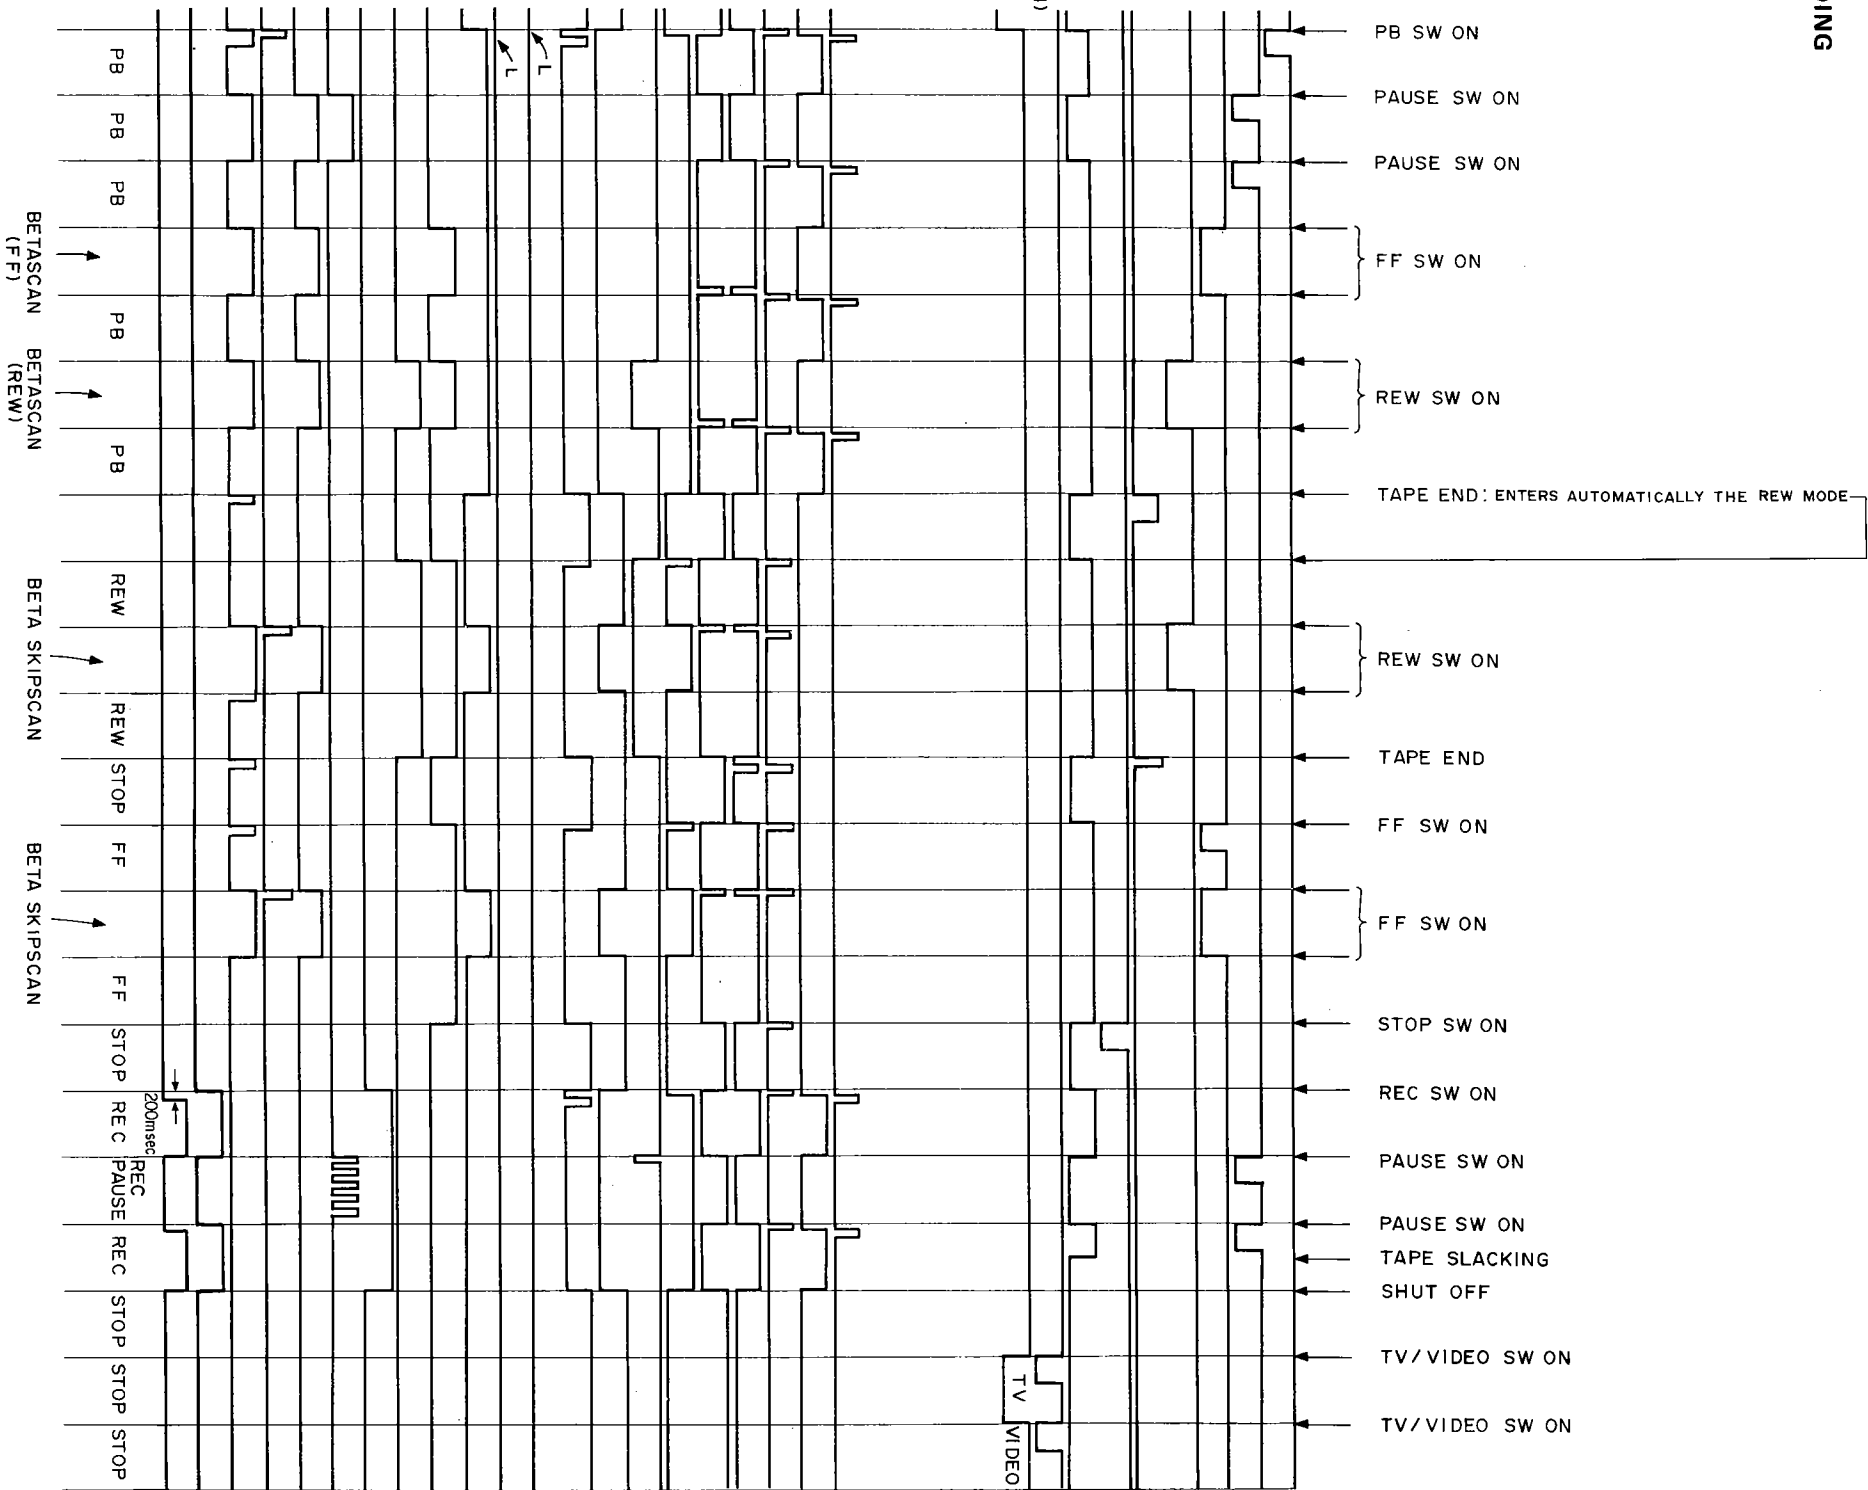 DING
PB SW ON
PAUSE SW ON
PAUSE SW ON
FF SW ON
REW SW ON
TAPE END: ENTERS AUTOMATICALLY THE REW MODE
REW SW ON
TAPE END
FF SW ON
FF SW ON
STOP SW ON
REC SW ON
PAUSE SW ON
PAUSE SW ON
TAPE SLACKING
SHUT OFF
TV/VIDEO SW ON
TV/VIDEO SW ON
L
L
TV
VIDEO
PB
PB
PB
PB
PB
REW
REW
STOP
FF
FF
STOP
REC
REC
PAUSE
REC
STOP
STOP
STOP
200msec
BETASCAN
(FF)
BETASCAN
(REW)
BETA SKIPSCAN
BETA SKIPSCAN